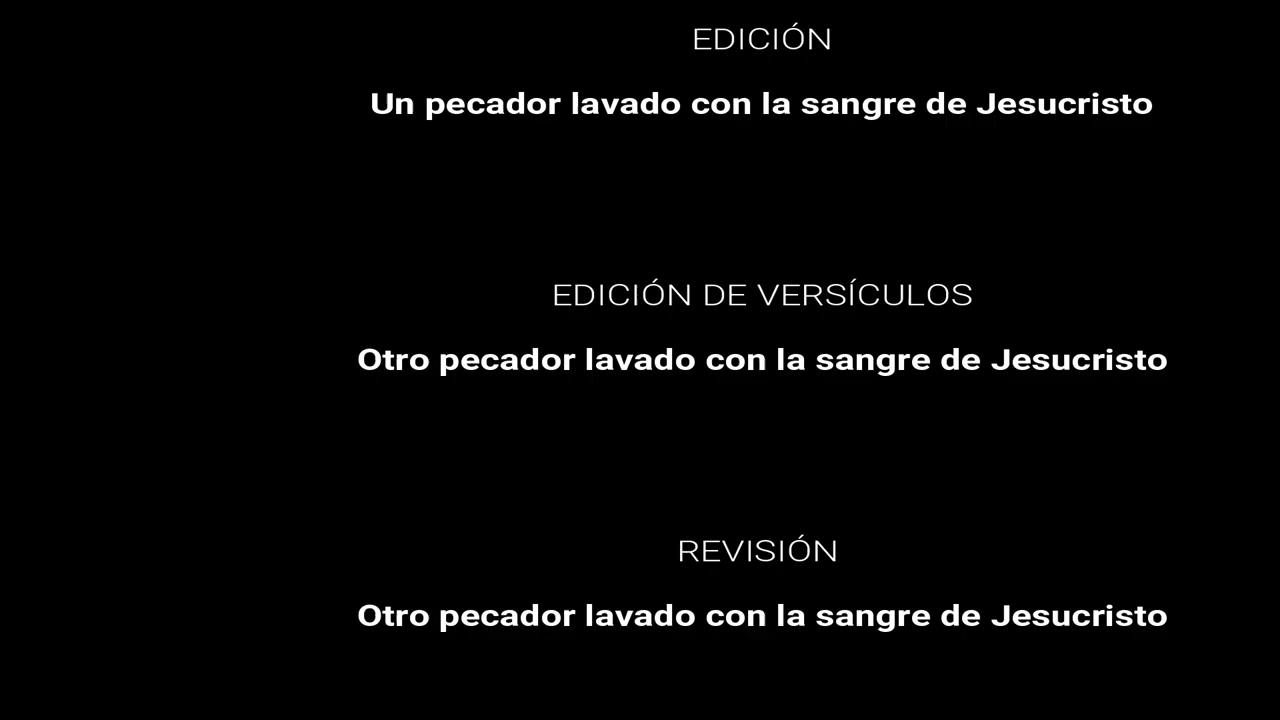 EDICIÓN
Un pecador lavado con la sangre de Jesucristo
EDICIÓN DE VERSÍCULOS
Otro pecador lavado con la sangre de Jesucristo
REVISIÓN
Otro pecador lavado con la sangre de Jesucristo